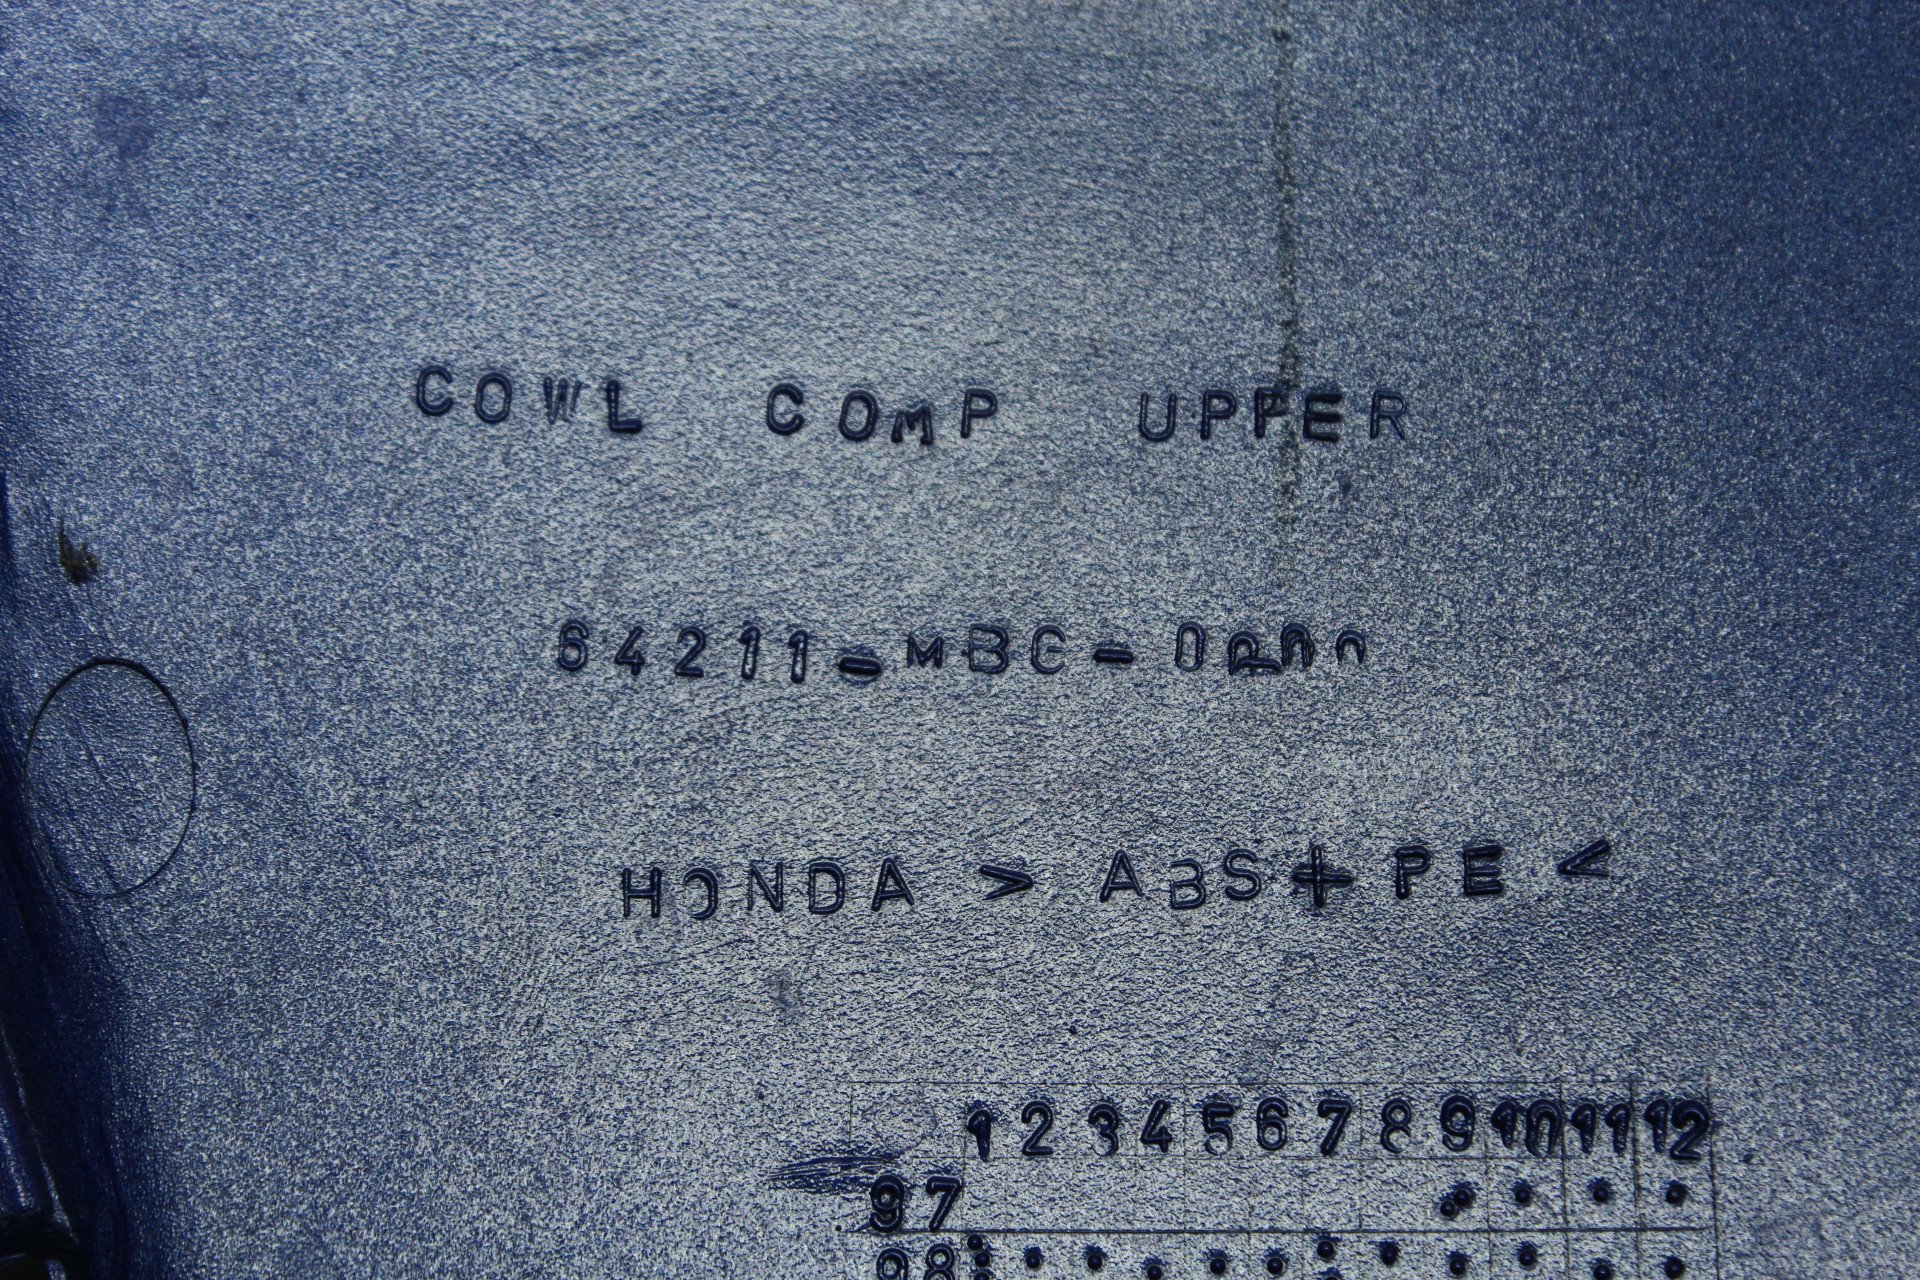 COWL COMP UPPER
64211-MBC-0000
HONDA > ABS+PE <
1 2 3 4 5 6 7 8 9 10 11 12
97
98